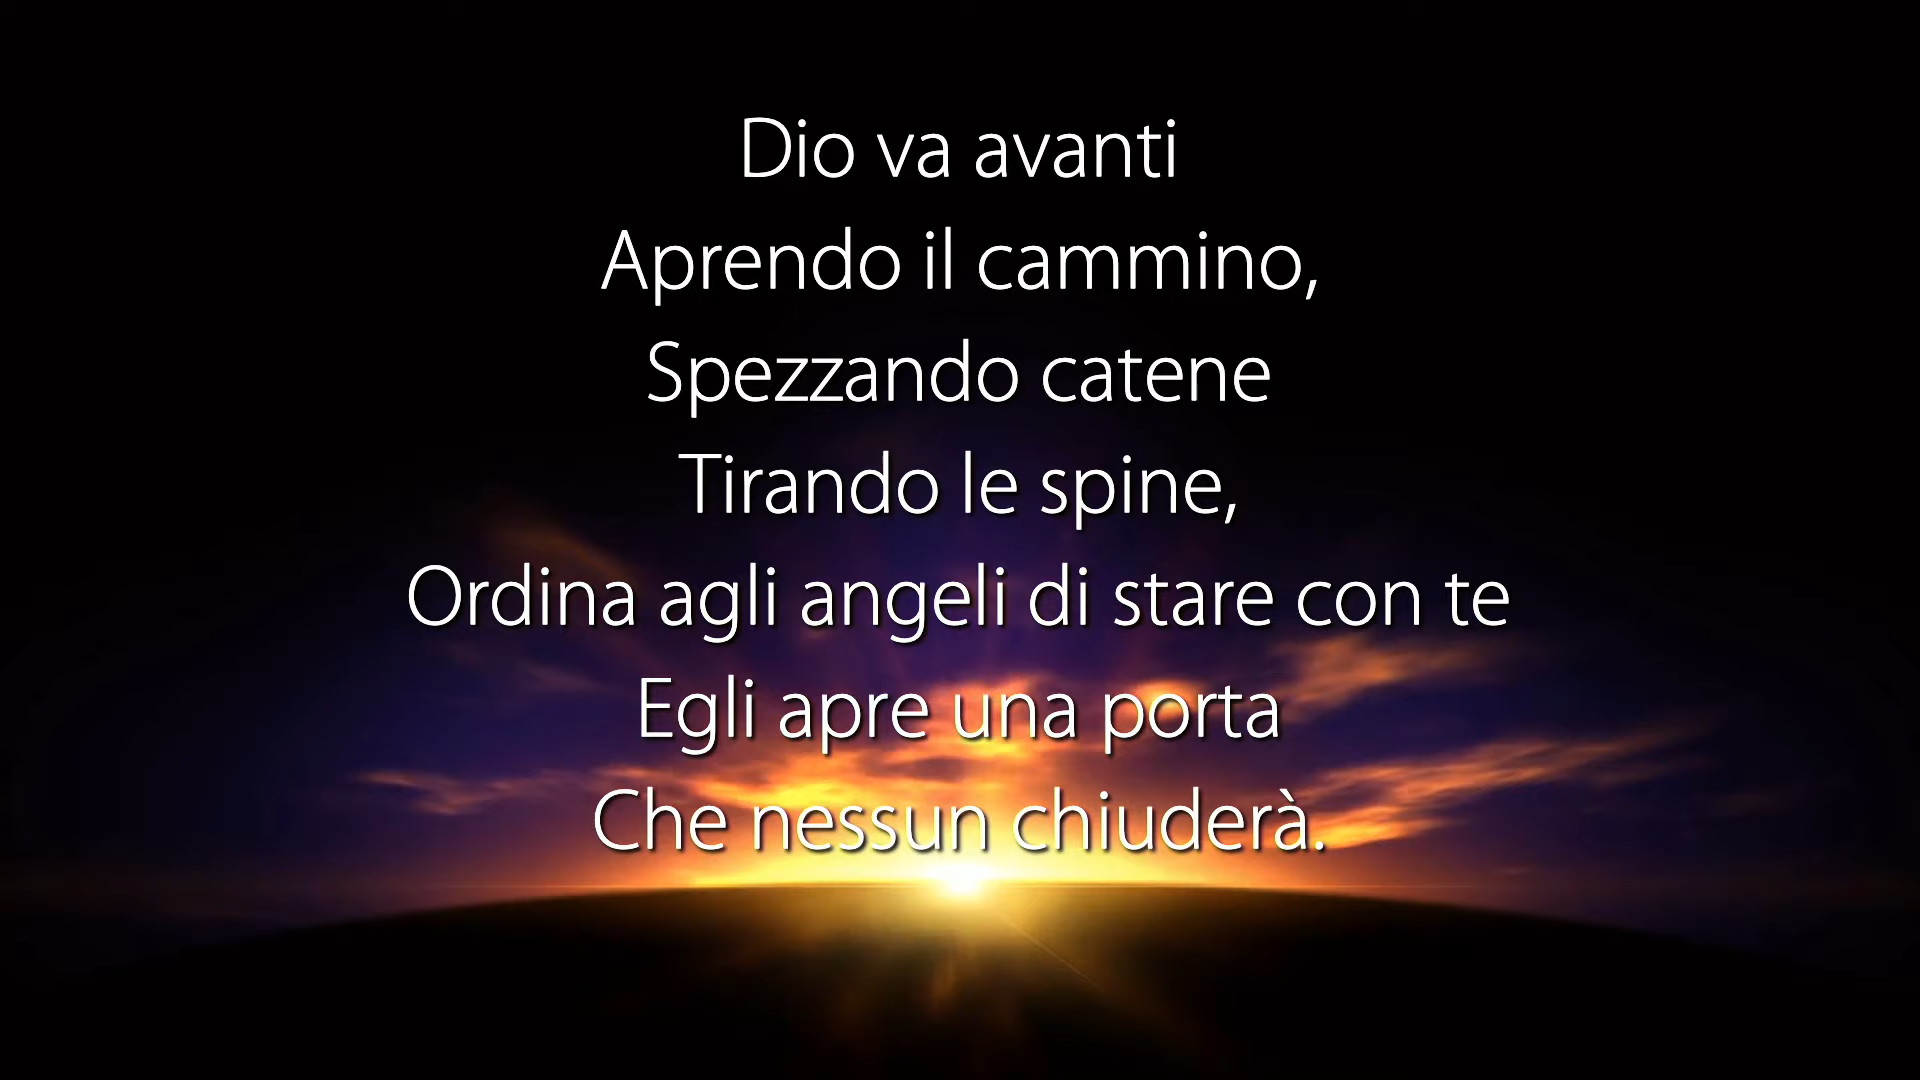 Dio va avanti
Aprendo il cammino,
Spezzando catene
Tirando le spine,
Ordina agli angeli di stare con te
Egli apre una porta
Che nessun chiuderà.